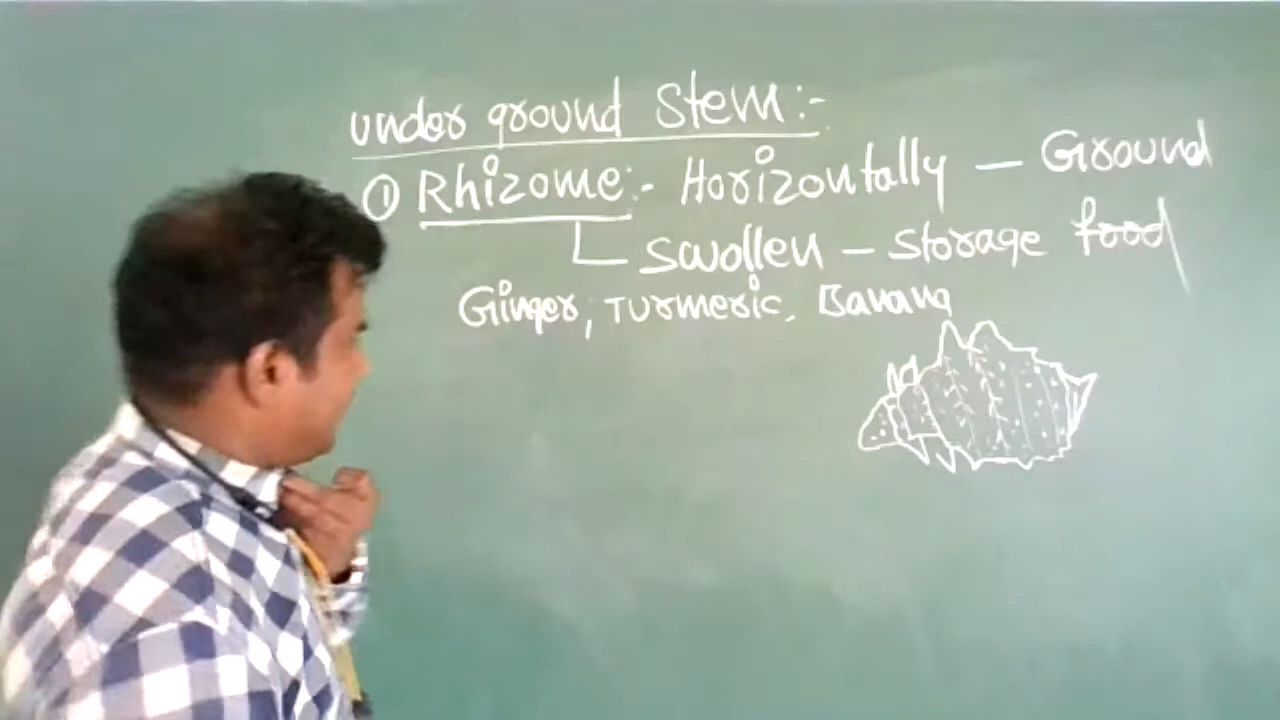 under ground Stem:-
① Rhizome:- Horizontally — Ground
└ swollen — storage food
Ginger, Turmeric, Banana